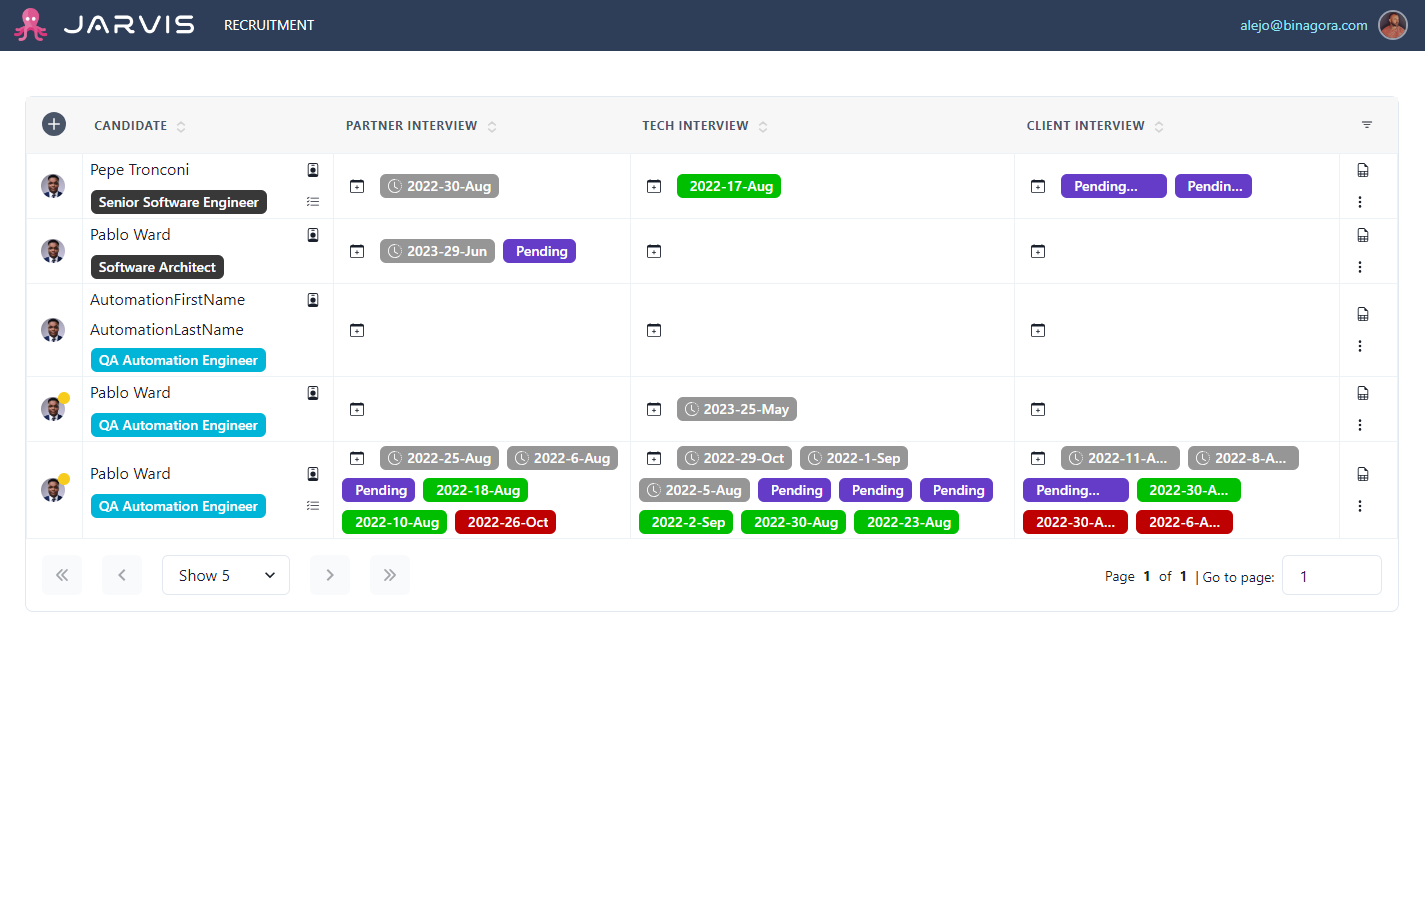 JARVIS RECRUITMENT alejo@binagora.com
CANDIDATE PARTNER INTERVIEW TECH INTERVIEW CLIENT INTERVIEW
Pepe Tronconi
Senior Software Engineer
2022-30-Aug
2022-17-Aug
Pending... Pendin...
Pablo Ward
Software Architect
2023-29-Jun Pending
AutomationFirstName
AutomationLastName
QA Automation Engineer
Pablo Ward
QA Automation Engineer
2023-25-May
Pablo Ward
QA Automation Engineer
2022-25-Aug 2022-6-Aug
Pending 2022-18-Aug
2022-10-Aug 2022-26-Oct
2022-29-Oct 2022-1-Sep
2022-5-Aug Pending Pending Pending
2022-2-Sep 2022-30-Aug 2022-23-Aug
2022-11-A... 2022-8-A...
Pending... 2022-30-A...
2022-30-A... 2022-6-A...
Show 5 Page 1 of 1 | Go to page: 1